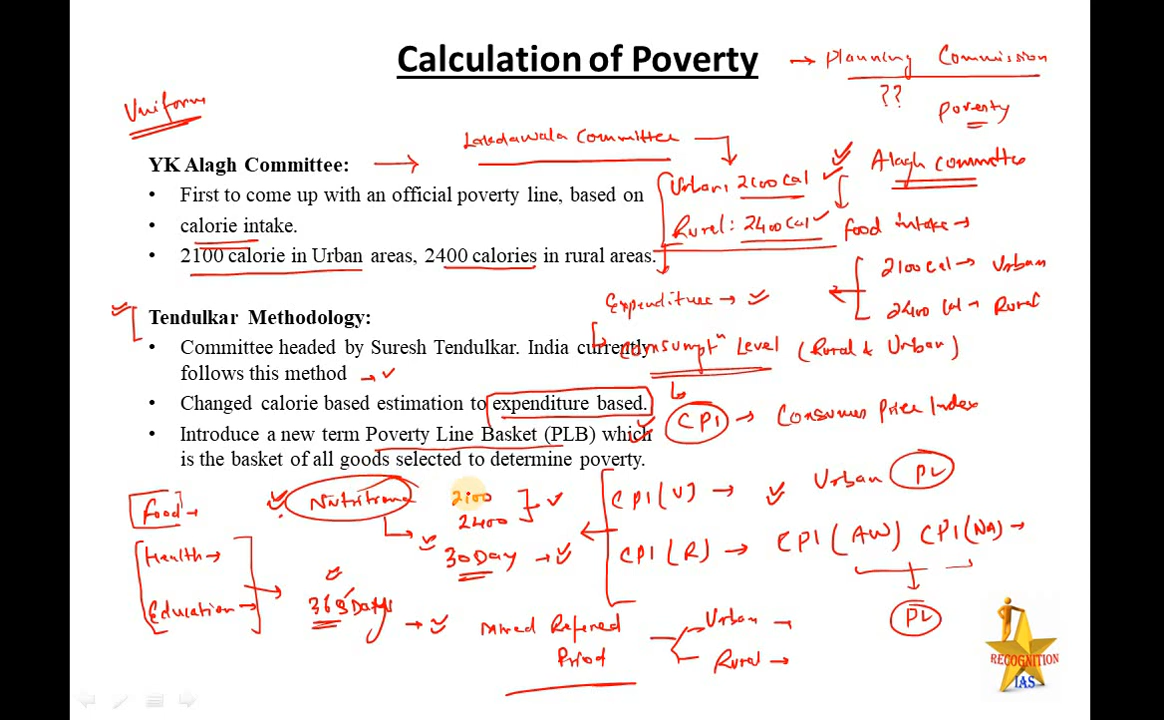 Calculation of Poverty
→ Planning Commission
??
Poverty
Uniform
Lakdawala Committee
YK Alagh Committee: →
Alagh Committee
• First to come up with an official poverty line, based on
• calorie intake.
• 2100 calorie in Urban areas, 2400 calories in rural areas.
Urban: 2100 Cal
Rural: 2400 Cal
Food intake →
2100 Cal → Urban
2400 Cal → Rural
Expenditure →
Tendulkar Methodology:
• Committee headed by Suresh Tendulkar. India currently
follows this method →
Consumptn Level (Rural & Urban)
• Changed calorie based estimation to expenditure based.
CPI → Consumer Price Index
• Introduce a new term Poverty Line Basket (PLB) which
is the basket of all goods selected to determine poverty.
Food →
Health →
Education →
365 Days →
2100
2400
30 Day →
CPI (U) → Urban PL
CPI (R) → CPI (AW) CPI (NA) →
PL
Mixed Refered
Priod
Urban →
Rural →
RECOGNITION
IAS